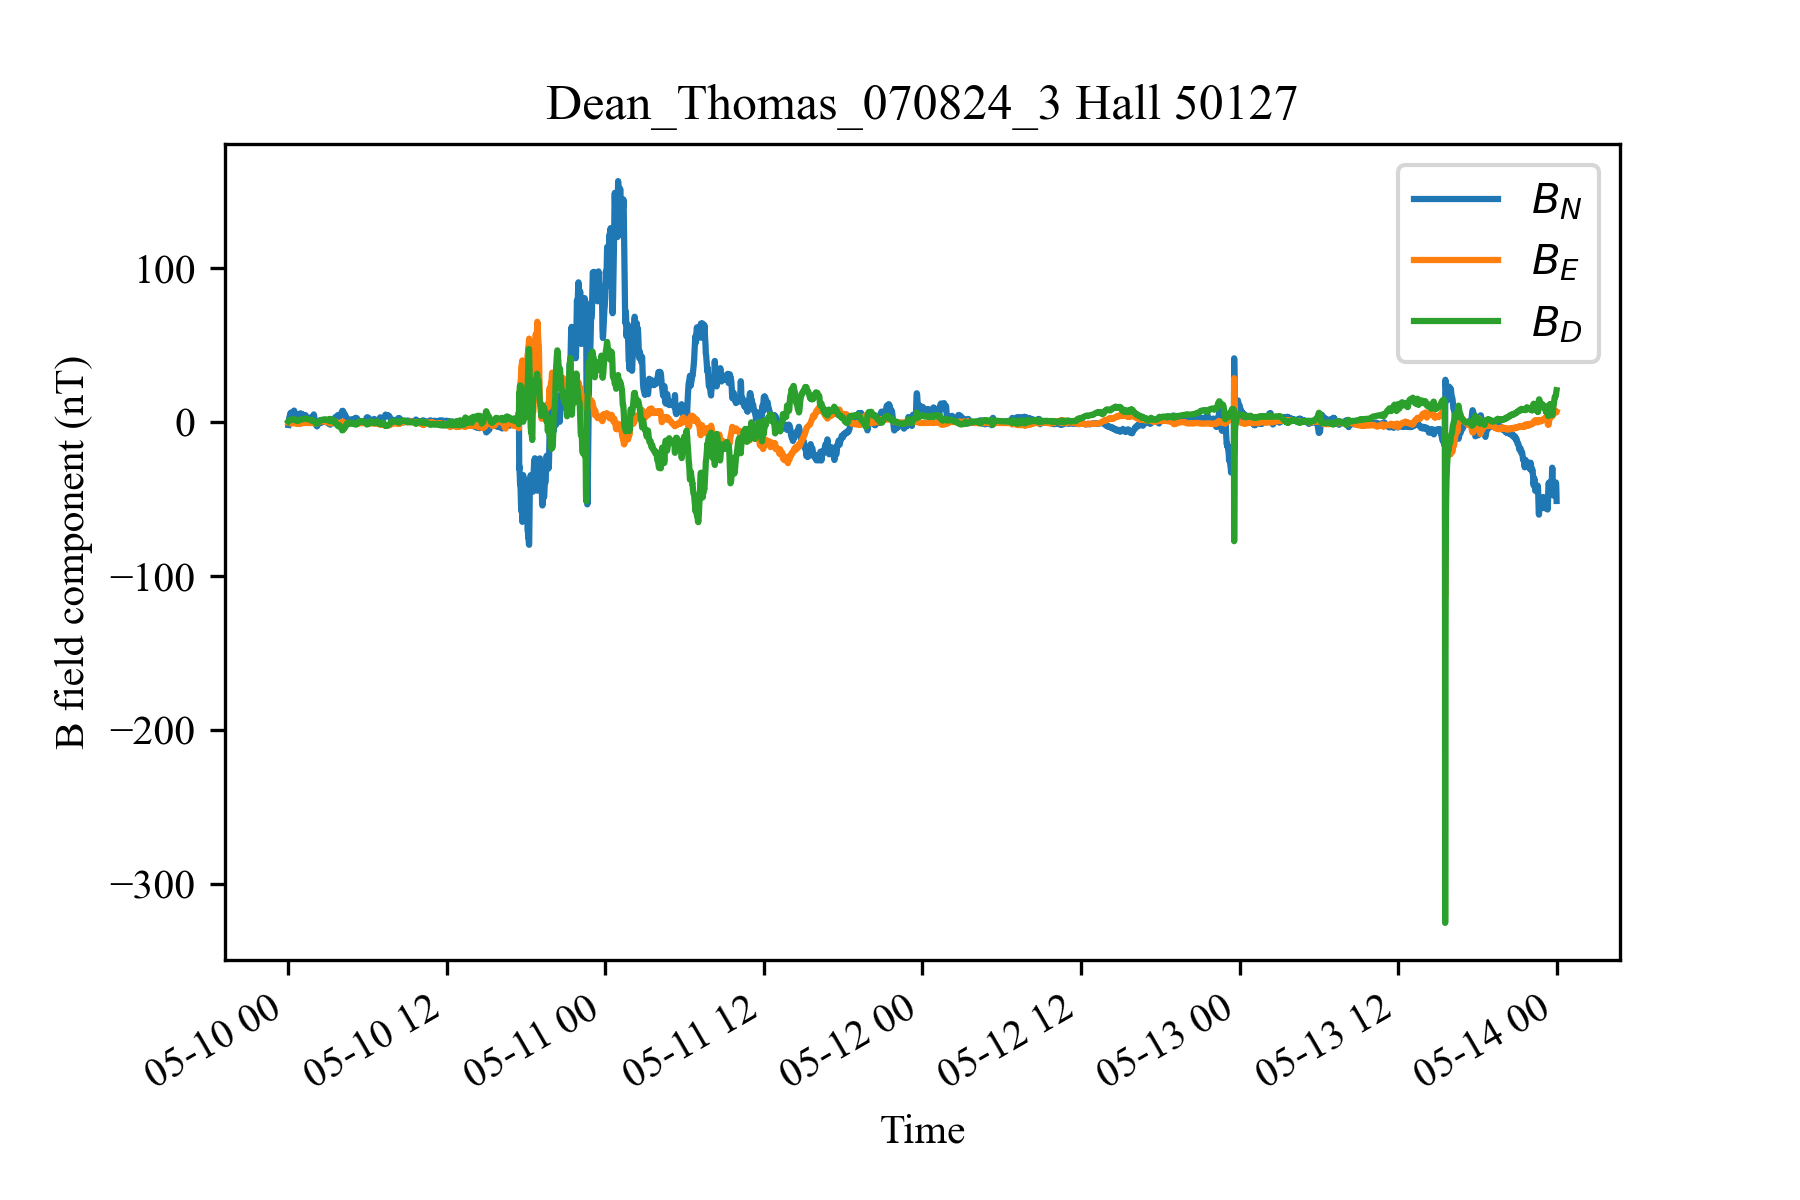 Dean_Thomas_070824_3 Hall 50127
B_N
B_E
B_D
B field component (nT)
100
0
−100
−200
−300
05-10 00
05-10 12
05-11 00
05-11 12
05-12 00
05-12 12
05-13 00
05-13 12
05-14 00
Time